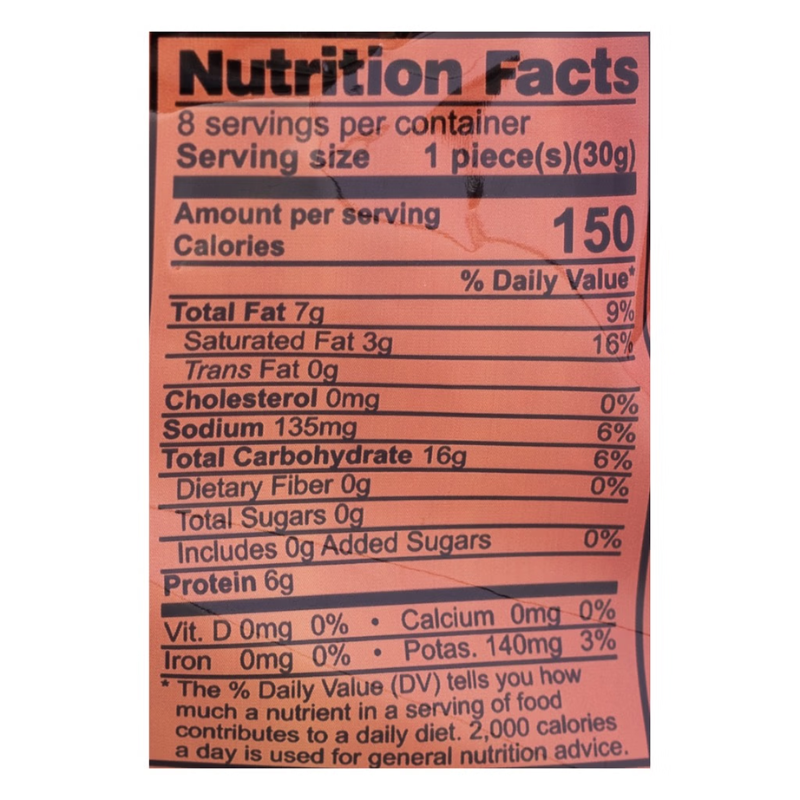 Nutrition Facts
8 servings per container
Serving size 1 piece(s)(30g)
Amount per serving
Calories 150
% Daily Value*
Total Fat 7g 9%
Saturated Fat 3g 16%
Trans Fat 0g
Cholesterol 0mg 0%
Sodium 135mg 6%
Total Carbohydrate 16g 6%
Dietary Fiber 0g 0%
Total Sugars 0g
Includes 0g Added Sugars 0%
Protein 6g
Vit. D 0mg 0% • Calcium 0mg 0%
Iron 0mg 0% • Potas. 140mg 3%
* The % Daily Value (DV) tells you how
much a nutrient in a serving of food
contributes to a daily diet. 2,000 calories
a day is used for general nutrition advice.